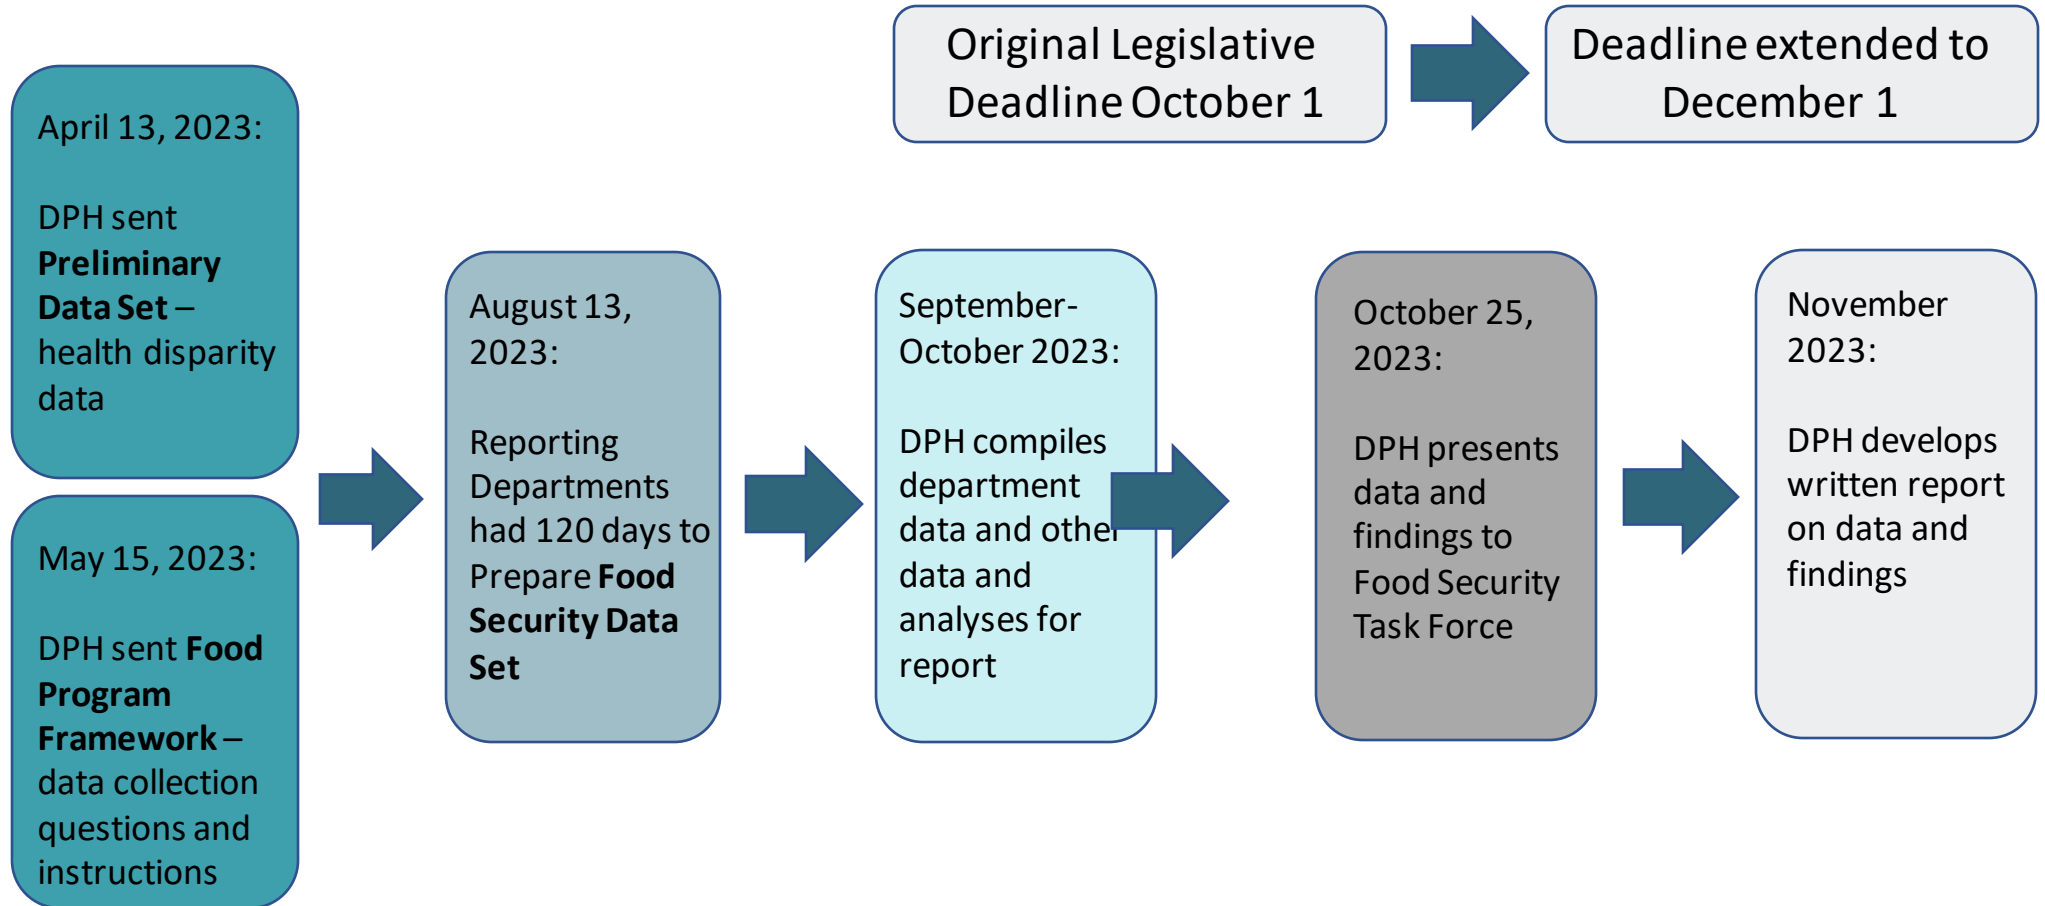 Original Legislative
Deadline October 1
Deadline extended to
December 1
April 13, 2023:
DPH sent
Preliminary
Data Set –
health disparity
data
May 15, 2023:
DPH sent Food
Program
Framework –
data collection
questions and
instructions
August 13,
2023:
Reporting
Departments
had 120 days to
Prepare Food
Security Data
Set
September-
October 2023:
DPH compiles
department
data and other
data and
analyses for
report
October 25,
2023:
DPH presents
data and
findings to
Food Security
Task Force
November
2023:
DPH develops
written report
on data and
findings